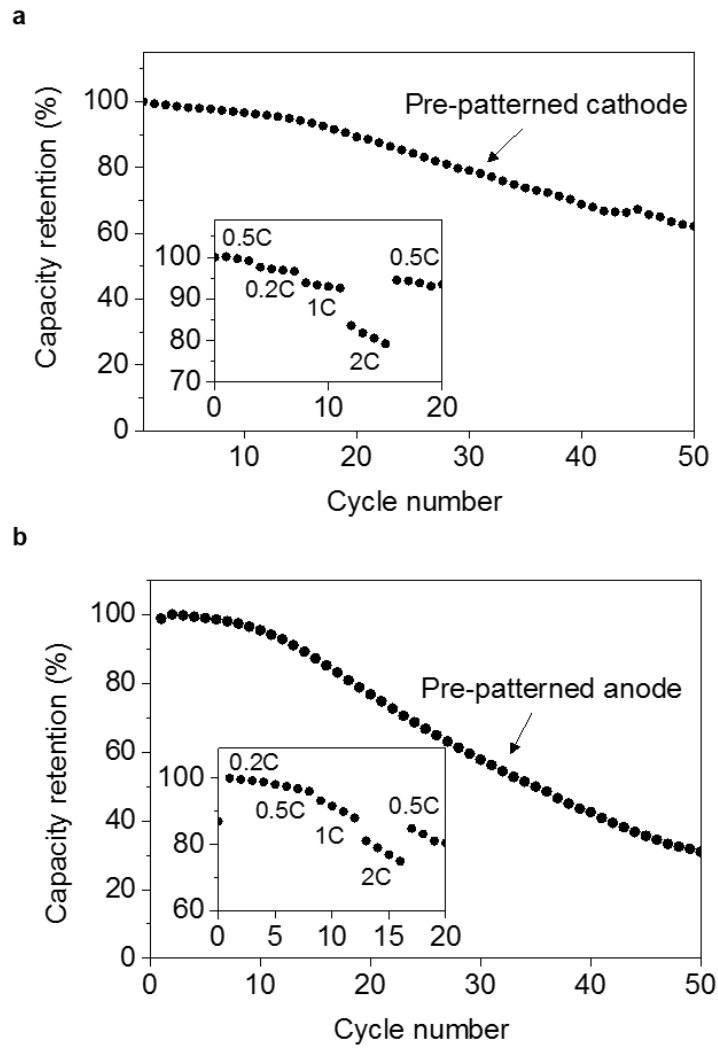 a
Capacity retention (%)
100
80
60
40
20
0
Pre-patterned cathode
100
90
80
70
0.5C
0.2C
1C
2C
0.5C
0
10
20
10
20
30
40
50
Cycle number
b
Capacity retention (%)
100
80
60
40
20
0
Pre-patterned anode
100
80
60
0.2C
0.5C
1C
2C
0.5C
0
5
10
15
20
0
10
20
30
40
50
Cycle number